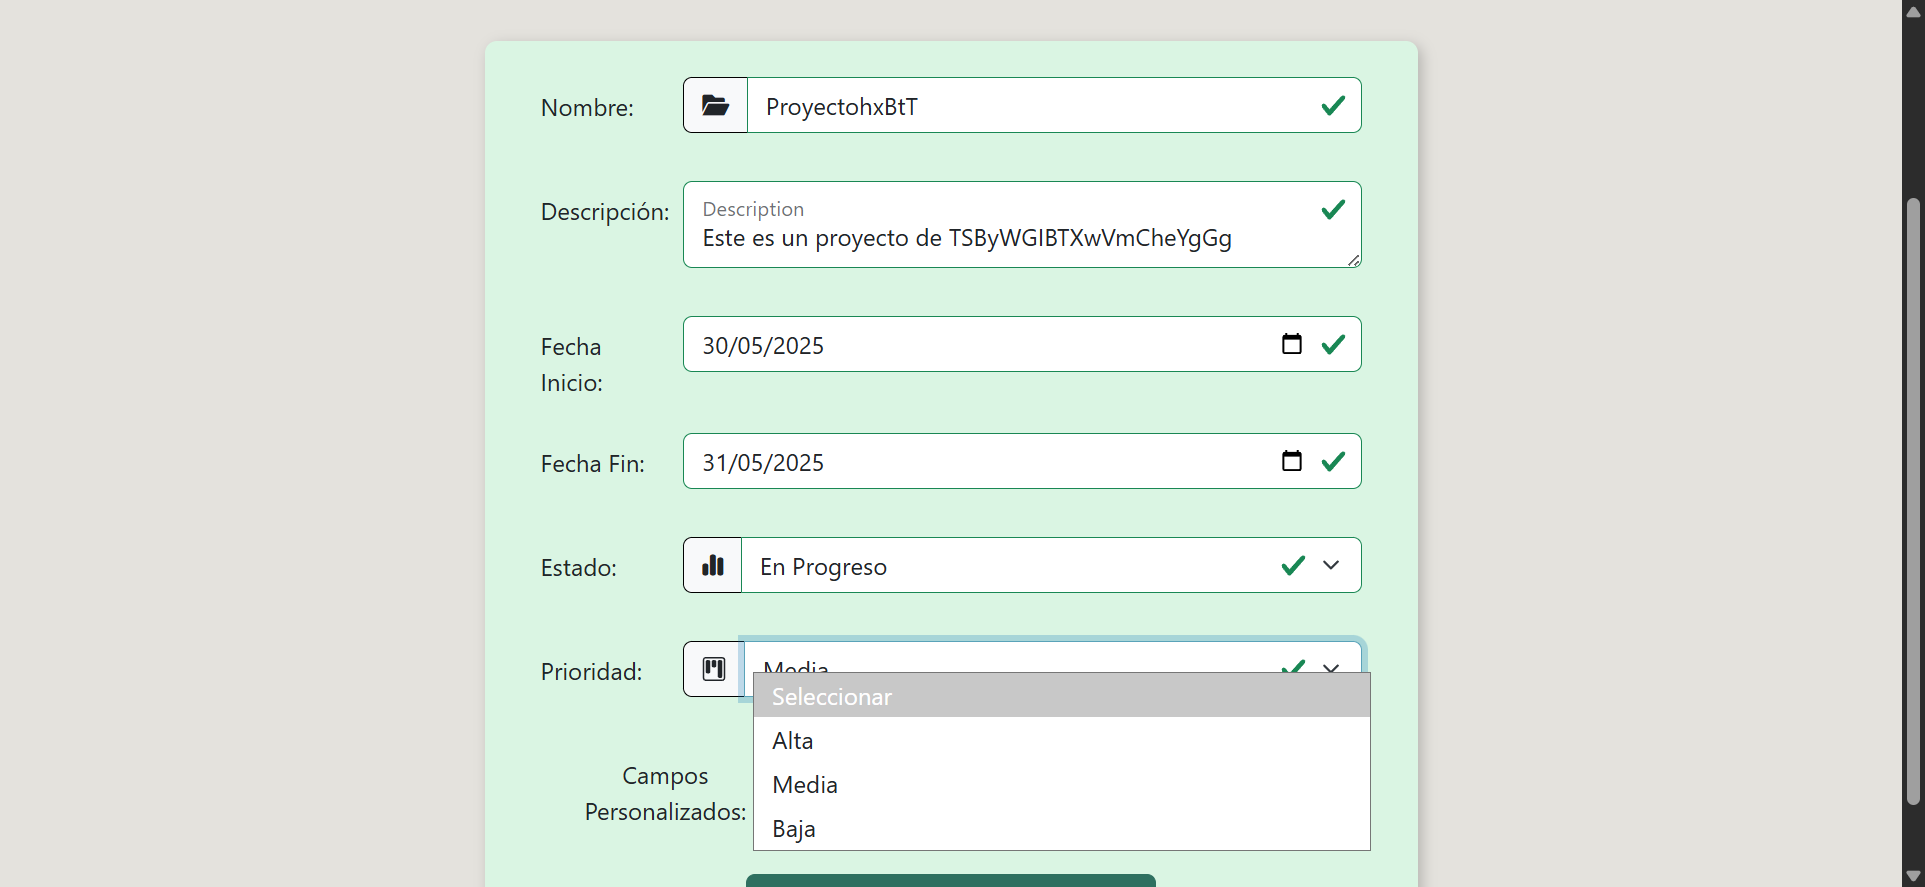 Nombre:
ProyectohxBtT
Descripción:
Description
Este es un proyecto de TSByWGIBTXwVmCheYgGg
Fecha
Inicio:
30/05/2025
Fecha Fin:
31/05/2025
Estado:
En Progreso
Prioridad:
Media
Seleccionar
Alta
Media
Baja
Campos
Personalizados: